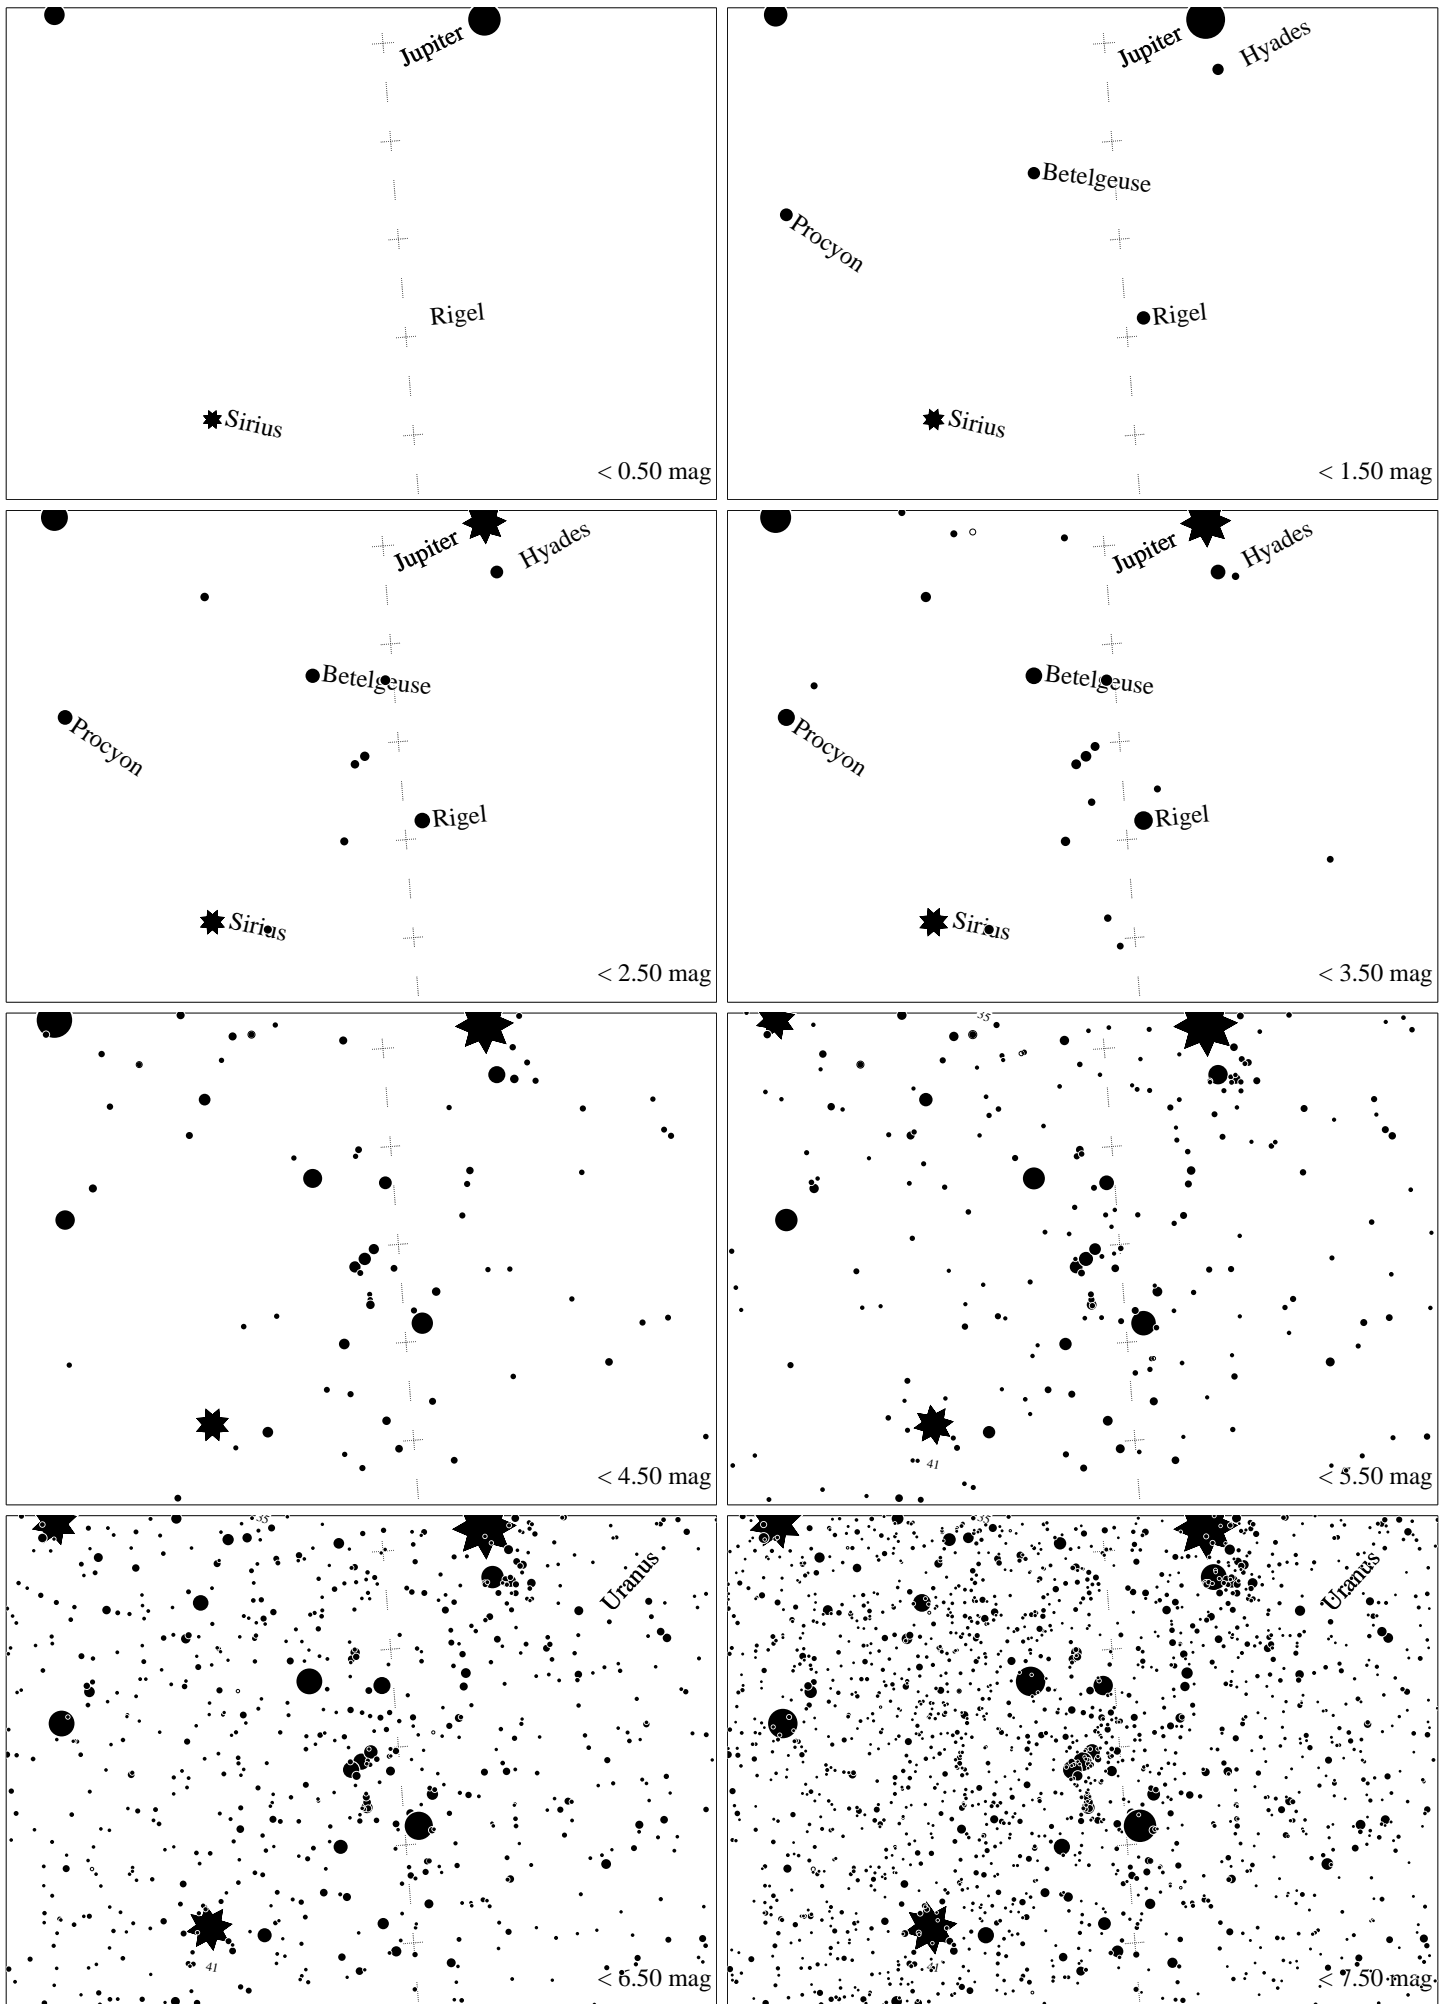 Jupiter
Rigel
Sirius
< 0.50 mag
Jupiter
Hyades
Betelgeuse
Procyon
Rigel
Sirius
< 1.50 mag
Jupiter
Hyades
Betelgeuse
Procyon
Rigel
Sirius
< 2.50 mag
Jupiter
Hyades
Betelgeuse
Procyon
Rigel
Sirius
< 3.50 mag
< 4.50 mag
35
41
< 5.50 mag
35
Uranus
41
< 6.50 mag
35
Uranus
41
< 7.50 mag